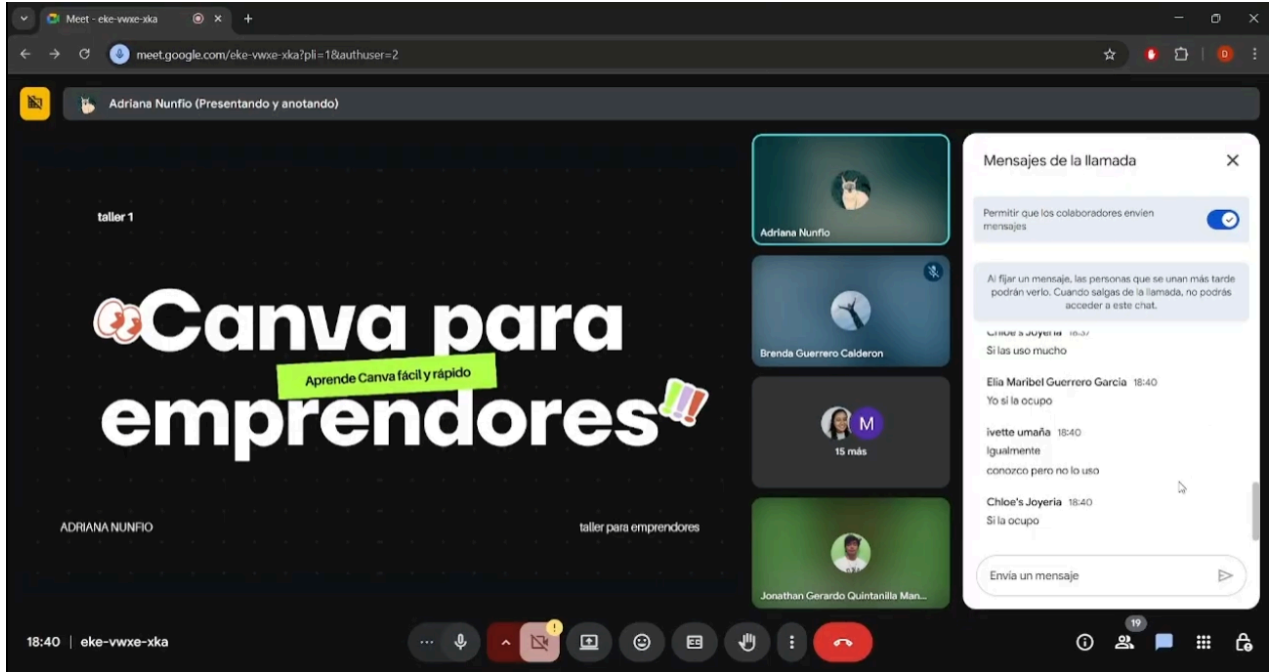 Meet - eke-vwxe-xka
meet.google.com/eke-vwxe-xka?pli=1&authuser=2
D
Adriana Nunfio (Presentando y anotando)
taller 1
Canva para
Aprende Canva fácil y rápido
emprendores
ADRIANA NUNFIO
taller para emprendores
Adriana Nunfio
Brenda Guerrero Calderon
M
15 más
Jonathan Gerardo Quintanilla Man...
Mensajes de la llamada
Permitir que los colaboradores envíen
mensajes
Al fijar un mensaje, las personas que se unan más tarde
podrán verlo. Cuando salgas de la llamada, no podrás
acceder a este chat.
Chloe's Joyeria 18:37
Si las uso mucho
Elia Maribel Guerrero Garcia 18:40
Yo si la ocupo
ivette umaña 18:40
Igualmente
conozco pero no lo uso
Chloe's Joyeria 18:40
Si la ocupo
Envía un mensaje
18:40 | eke-vwxe-xka
19